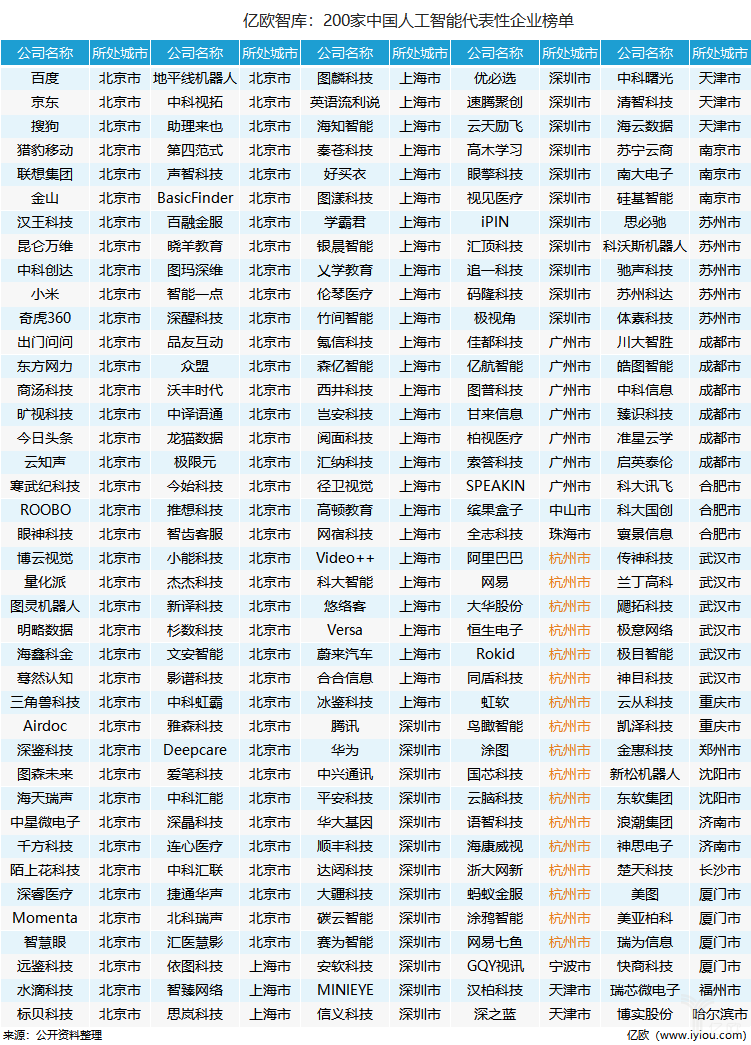 亿欧智库：200家中国人工智能代表性企业榜单
公司名称 所处城市 公司名称 所处城市 公司名称 所处城市 公司名称 所处城市 公司名称 所处城市
百度 北京市 地平线机器人 北京市 图麟科技 上海市 优必选 深圳市 中科曙光 天津市
京东 北京市 中科视拓 北京市 英语流利说 上海市 速腾聚创 深圳市 清智科技 天津市
搜狗 北京市 助理来也 北京市 海知智能 上海市 云天励飞 深圳市 海云数据 天津市
猎豹移动 北京市 第四范式 北京市 秦苍科技 上海市 高木学习 深圳市 苏宁云商 南京市
联想集团 北京市 声智科技 北京市 好买衣 上海市 眼擎科技 深圳市 南大电子 南京市
金山 北京市 BasicFinder 北京市 图漾科技 上海市 视见医疗 深圳市 硅基智能 南京市
汉王科技 北京市 百融金服 北京市 学霸君 上海市 iPIN 深圳市 思必驰 苏州市
昆仑万维 北京市 晓羊教育 北京市 银晨智能 上海市 汇顶科技 深圳市 科沃斯机器人 苏州市
中科创达 北京市 图玛深维 北京市 乂学教育 上海市 追一科技 深圳市 驰声科技 苏州市
小米 北京市 智能一点 北京市 伦琴医疗 上海市 码隆科技 深圳市 苏州科达 苏州市
奇虎360 北京市 深醒科技 北京市 竹间智能 上海市 极视角 深圳市 体素科技 苏州市
出门问问 北京市 品友互动 北京市 氪信科技 上海市 佳都科技 广州市 川大智胜 成都市
东方网力 北京市 众盟 北京市 森亿智能 上海市 亿航智能 广州市 皓图智能 成都市
商汤科技 北京市 沃丰时代 北京市 西井科技 上海市 图普科技 广州市 中科信息 成都市
旷视科技 北京市 中译语通 北京市 岂安科技 上海市 甘来信息 广州市 臻识科技 成都市
今日头条 北京市 龙猫数据 北京市 阅面科技 上海市 柏视医疗 广州市 准星云学 成都市
云知声 北京市 极限元 北京市 汇纳科技 上海市 索答科技 广州市 启英泰伦 成都市
寒武纪科技 北京市 今始科技 北京市 径卫视觉 上海市 SPEAKIN 广州市 科大讯飞 合肥市
ROOBO 北京市 推想科技 北京市 高顿教育 上海市 缤果盒子 中山市 科大国创 合肥市
眼神科技 北京市 智齿客服 北京市 网宿科技 上海市 全志科技 珠海市 寰景信息 合肥市
博云视觉 北京市 小能科技 北京市 Video++ 上海市 阿里巴巴 杭州市 传神科技 武汉市
量化派 北京市 杰杰科技 北京市 科大智能 上海市 网易 杭州市 兰丁高科 武汉市
图灵机器人 北京市 新译科技 北京市 悠络客 上海市 大华股份 杭州市 飔拓科技 武汉市
明略数据 北京市 杉数科技 北京市 Versa 上海市 恒生电子 杭州市 极意网络 武汉市
海鑫科金 北京市 文安智能 北京市 蔚来汽车 上海市 Rokid 杭州市 极目智能 武汉市
蓦然认知 北京市 影谱科技 北京市 合合信息 上海市 同盾科技 杭州市 神目科技 武汉市
三角兽科技 北京市 中科虹霸 北京市 冰鉴科技 上海市 虹软 杭州市 云从科技 重庆市
Airdoc 北京市 雅森科技 北京市 腾讯 深圳市 鸟瞰智能 杭州市 凯泽科技 重庆市
深鉴科技 北京市 Deepcare 北京市 华为 深圳市 涂图 杭州市 金惠科技 郑州市
图森未来 北京市 爱笔科技 北京市 中兴通讯 深圳市 国芯科技 杭州市 新松机器人 沈阳市
海天瑞声 北京市 中科汇能 北京市 平安科技 深圳市 云脑科技 杭州市 东软集团 沈阳市
中星微电子 北京市 深晶科技 北京市 华大基因 深圳市 语智科技 杭州市 浪潮集团 济南市
千方科技 北京市 连心医疗 北京市 顺丰科技 深圳市 海康威视 杭州市 神思电子 济南市
陌上花科技 北京市 中科汇联 北京市 达闼科技 深圳市 浙大网新 杭州市 楚天科技 长沙市
深睿医疗 北京市 捷通华声 北京市 大疆科技 深圳市 蚂蚁金服 杭州市 美图 厦门市
Momenta 北京市 北科瑞声 北京市 碳云智能 深圳市 涂鸦智能 杭州市 美亚柏科 厦门市
智慧眼 北京市 汇医慧影 北京市 赛为智能 深圳市 网易七鱼 杭州市 瑞为信息 厦门市
远鉴科技 北京市 依图科技 上海市 安软科技 深圳市 GQY视讯 宁波市 快商科技 厦门市
水滴科技 北京市 智臻网络 上海市 MINIEYE 深圳市 汉柏科技 天津市 瑞芯微电子 福州市
标贝科技 北京市 思岚科技 上海市 信义科技 深圳市 深之蓝 天津市 博实股份 哈尔滨市
来源：公开资料整理 亿欧（www.iyiou.com）